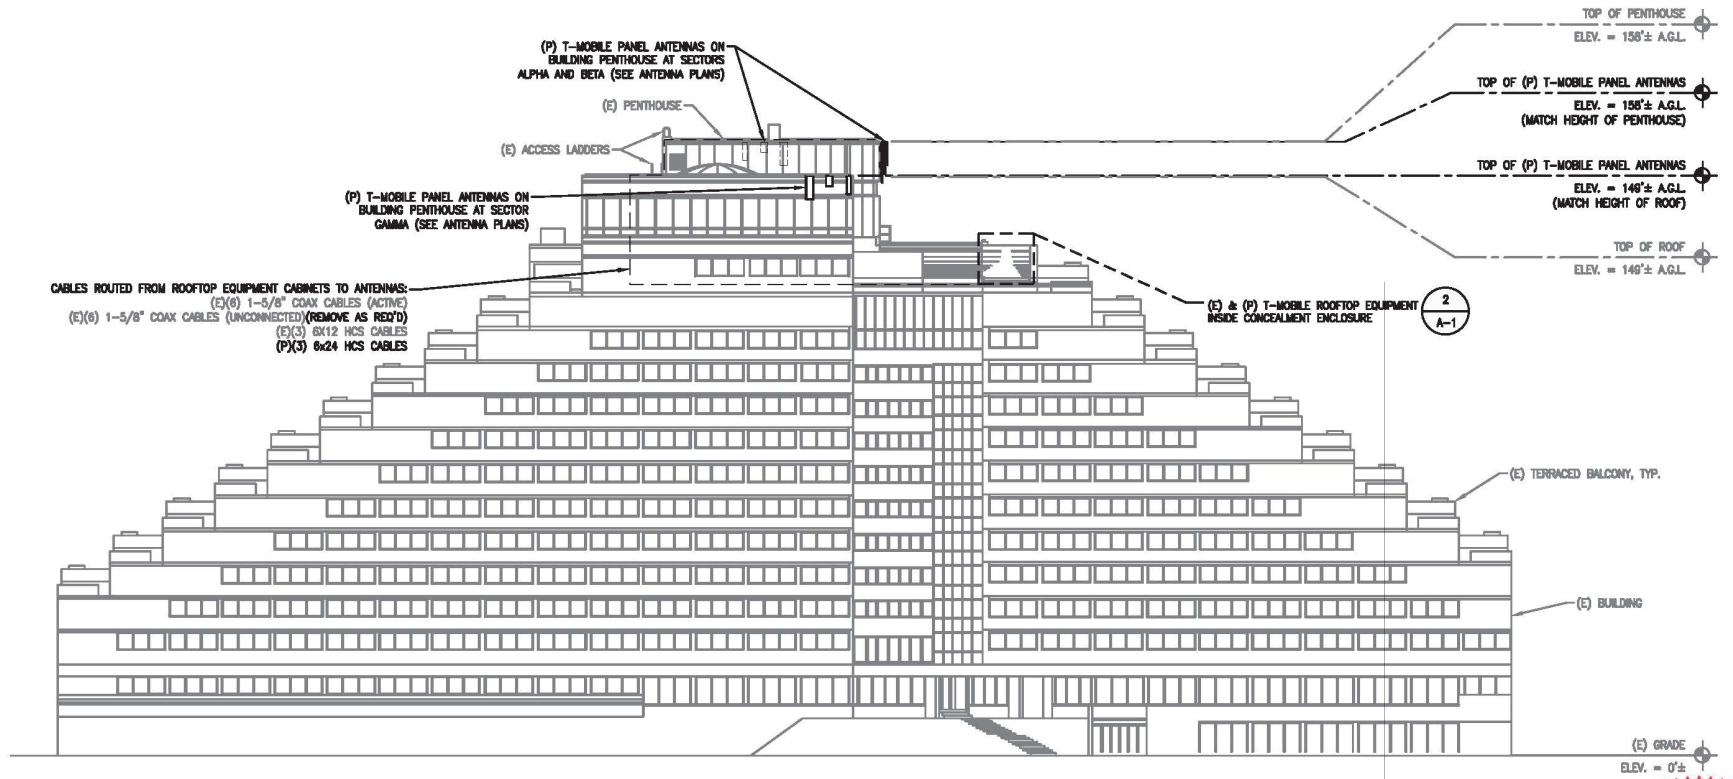 TOP OF PENTHOUSE
ELEV. = 158'± A.G.L.
(P) T-MOBILE PANEL ANTENNAS ON
BUILDING PENTHOUSE AT SECTORS
ALPHA AND BETA (SEE ANTENNA PLANS)
TOP OF (P) T-MOBILE PANEL ANTENNAS
ELEV. = 158'± A.G.L.
(MATCH HEIGHT OF PENTHOUSE)
(E) PENTHOUSE
(E) ACCESS LADDERS
TOP OF (P) T-MOBILE PANEL ANTENNAS
ELEV. = 149'± A.G.L.
(MATCH HEIGHT OF ROOF)
(P) T-MOBILE PANEL ANTENNAS ON
BUILDING PENTHOUSE AT SECTOR
GAMMA (SEE ANTENNA PLANS)
TOP OF ROOF
ELEV. = 149'± A.G.L.
CABLES ROUTED FROM ROOFTOP EQUIPMENT CABINETS TO ANTENNAS:
(E)(6) 1-5/8" COAX CABLES (ACTIVE)
(E)(6) 1-5/8" COAX CABLES (UNCONNECTED)(REMOVE AS REQ'D)
(E)(3) 6X12 HCS CABLES
(P)(3) 6x24 HCS CABLES
(E) & (P) T-MOBILE ROOFTOP EQUIPMENT
INSIDE CONCEALMENT ENCLOSURE
2
A-1
(E) TERRACED BALCONY, TYP.
(E) BUILDING
(E) GRADE
ELEV. = 0'±